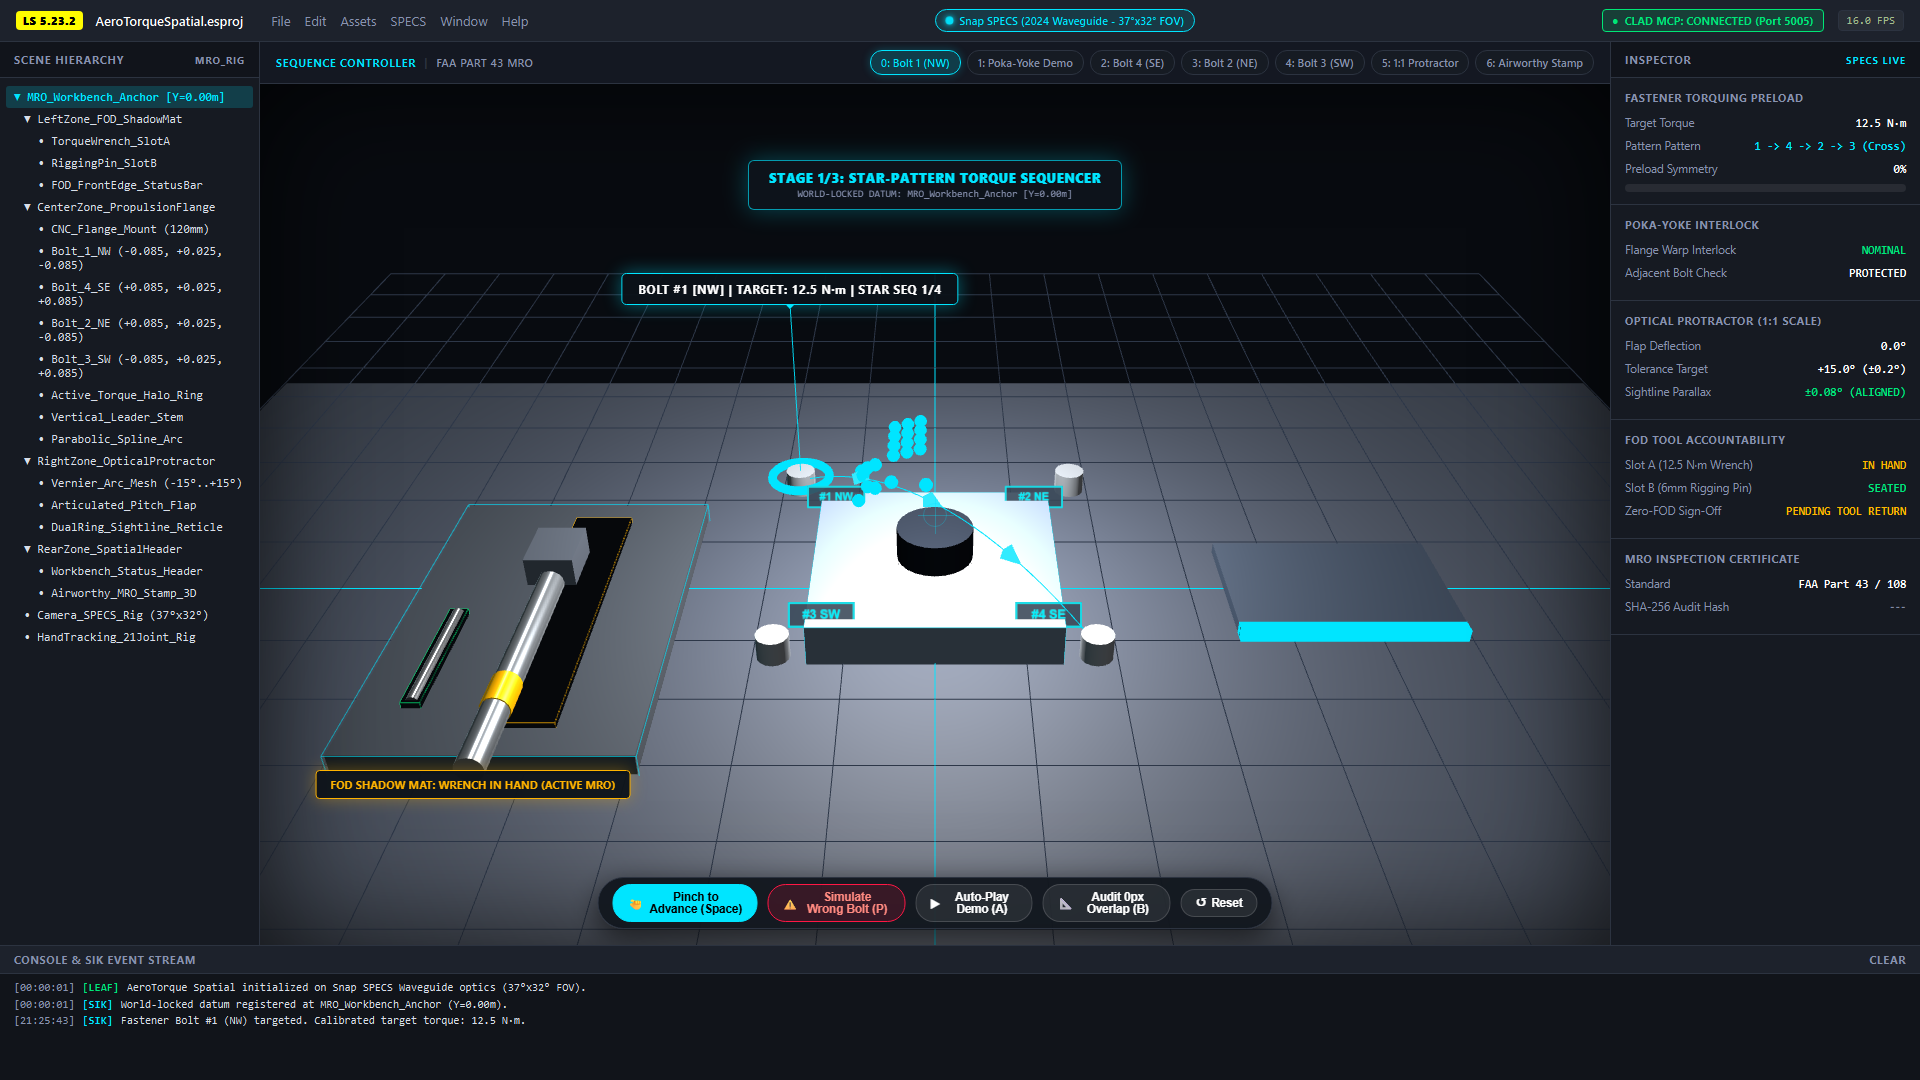 LS 5.23.2 AeroTorqueSpatial.esproj File Edit Assets SPECS Window Help
Snap SPECS (2024 Waveguide - 37°x32° FOV)
● CLAD MCP: CONNECTED (Port 5005) 16.0 FPS
SCENE HIERARCHY MRO_RIG
▼ MRO_Workbench_Anchor [Y=0.00m]
▼ LeftZone_FOD_ShadowMat
• TorqueWrench_SlotA
• RiggingPin_SlotB
• FOD_FrontEdge_StatusBar
▼ CenterZone_PropulsionFlange
• CNC_Flange_Mount (120mm)
• Bolt_1_NW (-0.085, +0.025,
-0.085)
• Bolt_4_SE (+0.085, +0.025,
+0.085)
• Bolt_2_NE (+0.085, +0.025,
-0.085)
• Bolt_3_SW (-0.085, +0.025,
+0.085)
• Active_Torque_Halo_Ring
• Vertical_Leader_Stem
• Parabolic_Spline_Arc
▼ RightZone_OpticalProtractor
• Vernier_Arc_Mesh (-15°..+15°)
• Articulated_Pitch_Flap
• DualRing_Sightline_Reticle
▼ RearZone_SpatialHeader
• Workbench_Status_Header
• Airworthy_MRO_Stamp_3D
• Camera_SPECS_Rig (37°x32°)
• HandTracking_21Joint_Rig
SEQUENCE CONTROLLER | FAA PART 43 MRO
0: Bolt 1 (NW) 1: Poka-Yoke Demo 2: Bolt 4 (SE) 3: Bolt 2 (NE) 4: Bolt 3 (SW) 5: 1:1 Protractor 6: Airworthy Stamp
STAGE 1/3: STAR-PATTERN TORQUE SEQUENCER
WORLD-LOCKED DATUM: MRO_Workbench_Anchor [Y=0.00m]
BOLT #1 [NW] | TARGET: 12.5 N·m | STAR SEQ 1/4
#1 NW
#2 NE
#3 SW
#4 SE
FOD SHADOW MAT: WRENCH IN HAND (ACTIVE MRO)
Pinch to
Advance (Space)
Simulate
Wrong Bolt (P)
Auto-Play
Demo (A)
Audit 0px
Overlap (B)
↺ Reset
INSPECTOR SPECS LIVE
FASTENER TORQUING PRELOAD
Target Torque 12.5 N·m
Pattern Pattern 1 -> 4 -> 2 -> 3 (Cross)
Preload Symmetry 0%
POKA-YOKE INTERLOCK
Flange Warp Interlock NOMINAL
Adjacent Bolt Check PROTECTED
OPTICAL PROTRACTOR (1:1 SCALE)
Flap Deflection 0.0°
Tolerance Target +15.0° (±0.2°)
Sightline Parallax ±0.08° (ALIGNED)
FOD TOOL ACCOUNTABILITY
Slot A (12.5 N·m Wrench) IN HAND
Slot B (6mm Rigging Pin) SEATED
Zero-FOD Sign-Off PENDING TOOL RETURN
MRO INSPECTION CERTIFICATE
Standard FAA Part 43 / 108
SHA-256 Audit Hash ---
CONSOLE & SIK EVENT STREAM CLEAR
[00:00:01] [LEAF] AeroTorque Spatial initialized on Snap SPECS Waveguide optics (37°x32° FOV).
[00:00:01] [SIK] World-locked datum registered at MRO_Workbench_Anchor (Y=0.00m).
[21:25:43] [SIK] Fastener Bolt #1 (NW) targeted. Calibrated target torque: 12.5 N·m.